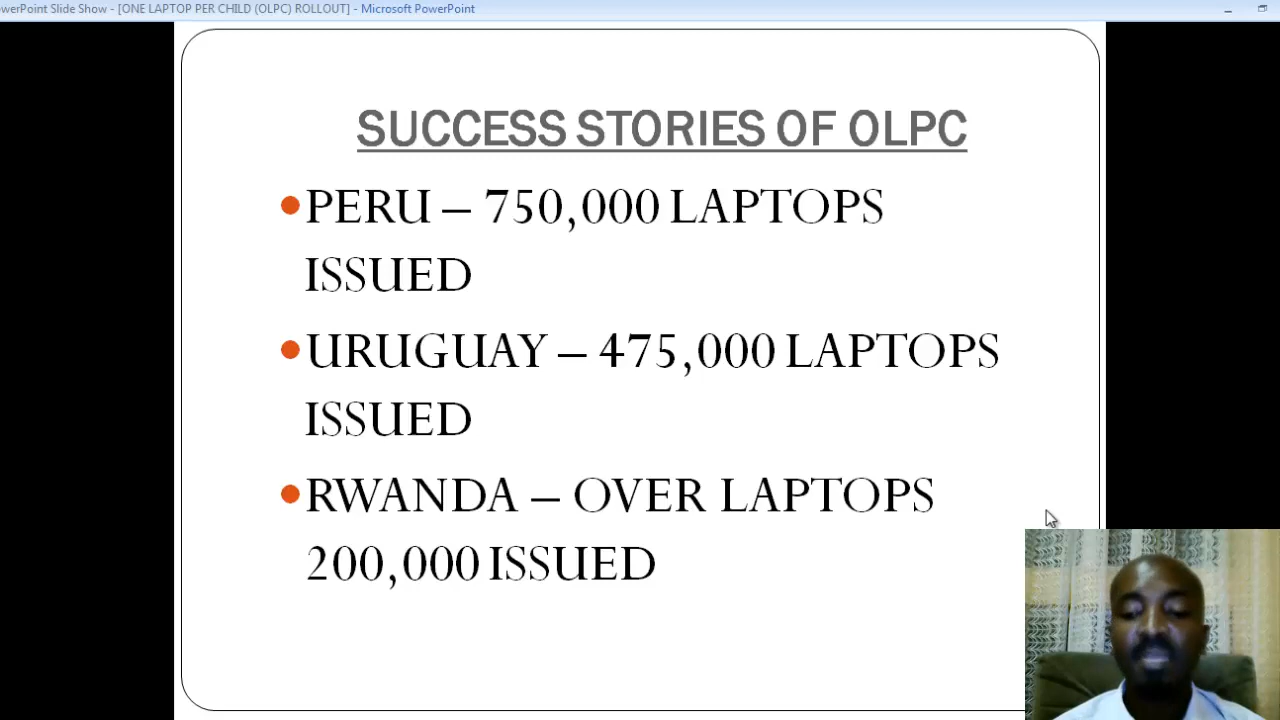 owerPoint Slide Show - [ONE LAPTOP PER CHILD (OLPC) ROLLOUT] - Microsoft PowerPoint
SUCCESS STORIES OF OLPC
PERU – 750,000 LAPTOPS
ISSUED
URUGUAY – 475,000 LAPTOPS
ISSUED
RWANDA – OVER LAPTOPS
200,000 ISSUED